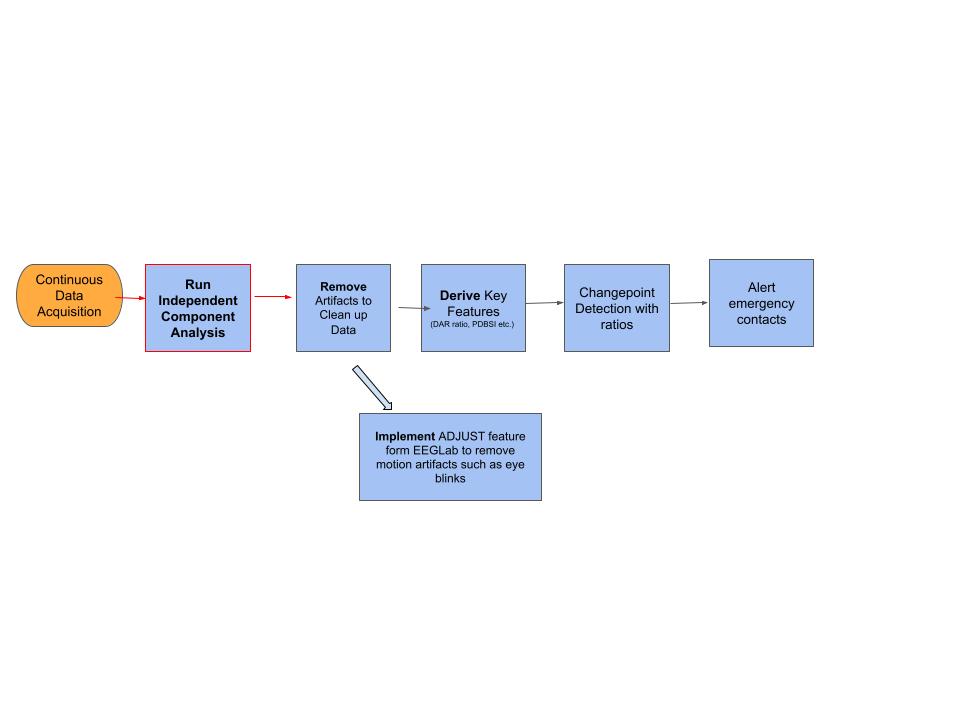 Continuous
Data
Acquisition
Run
Independent
Component
Analysis
Remove
Artifacts to
Clean up
Data
Derive Key
Features
(DAR ratio, PDBSI etc.)
Changepoint
Detection with
ratios
Alert
emergency
contacts
Implement ADJUST feature
form EEGLab to remove
motion artifacts such as eye
blinks